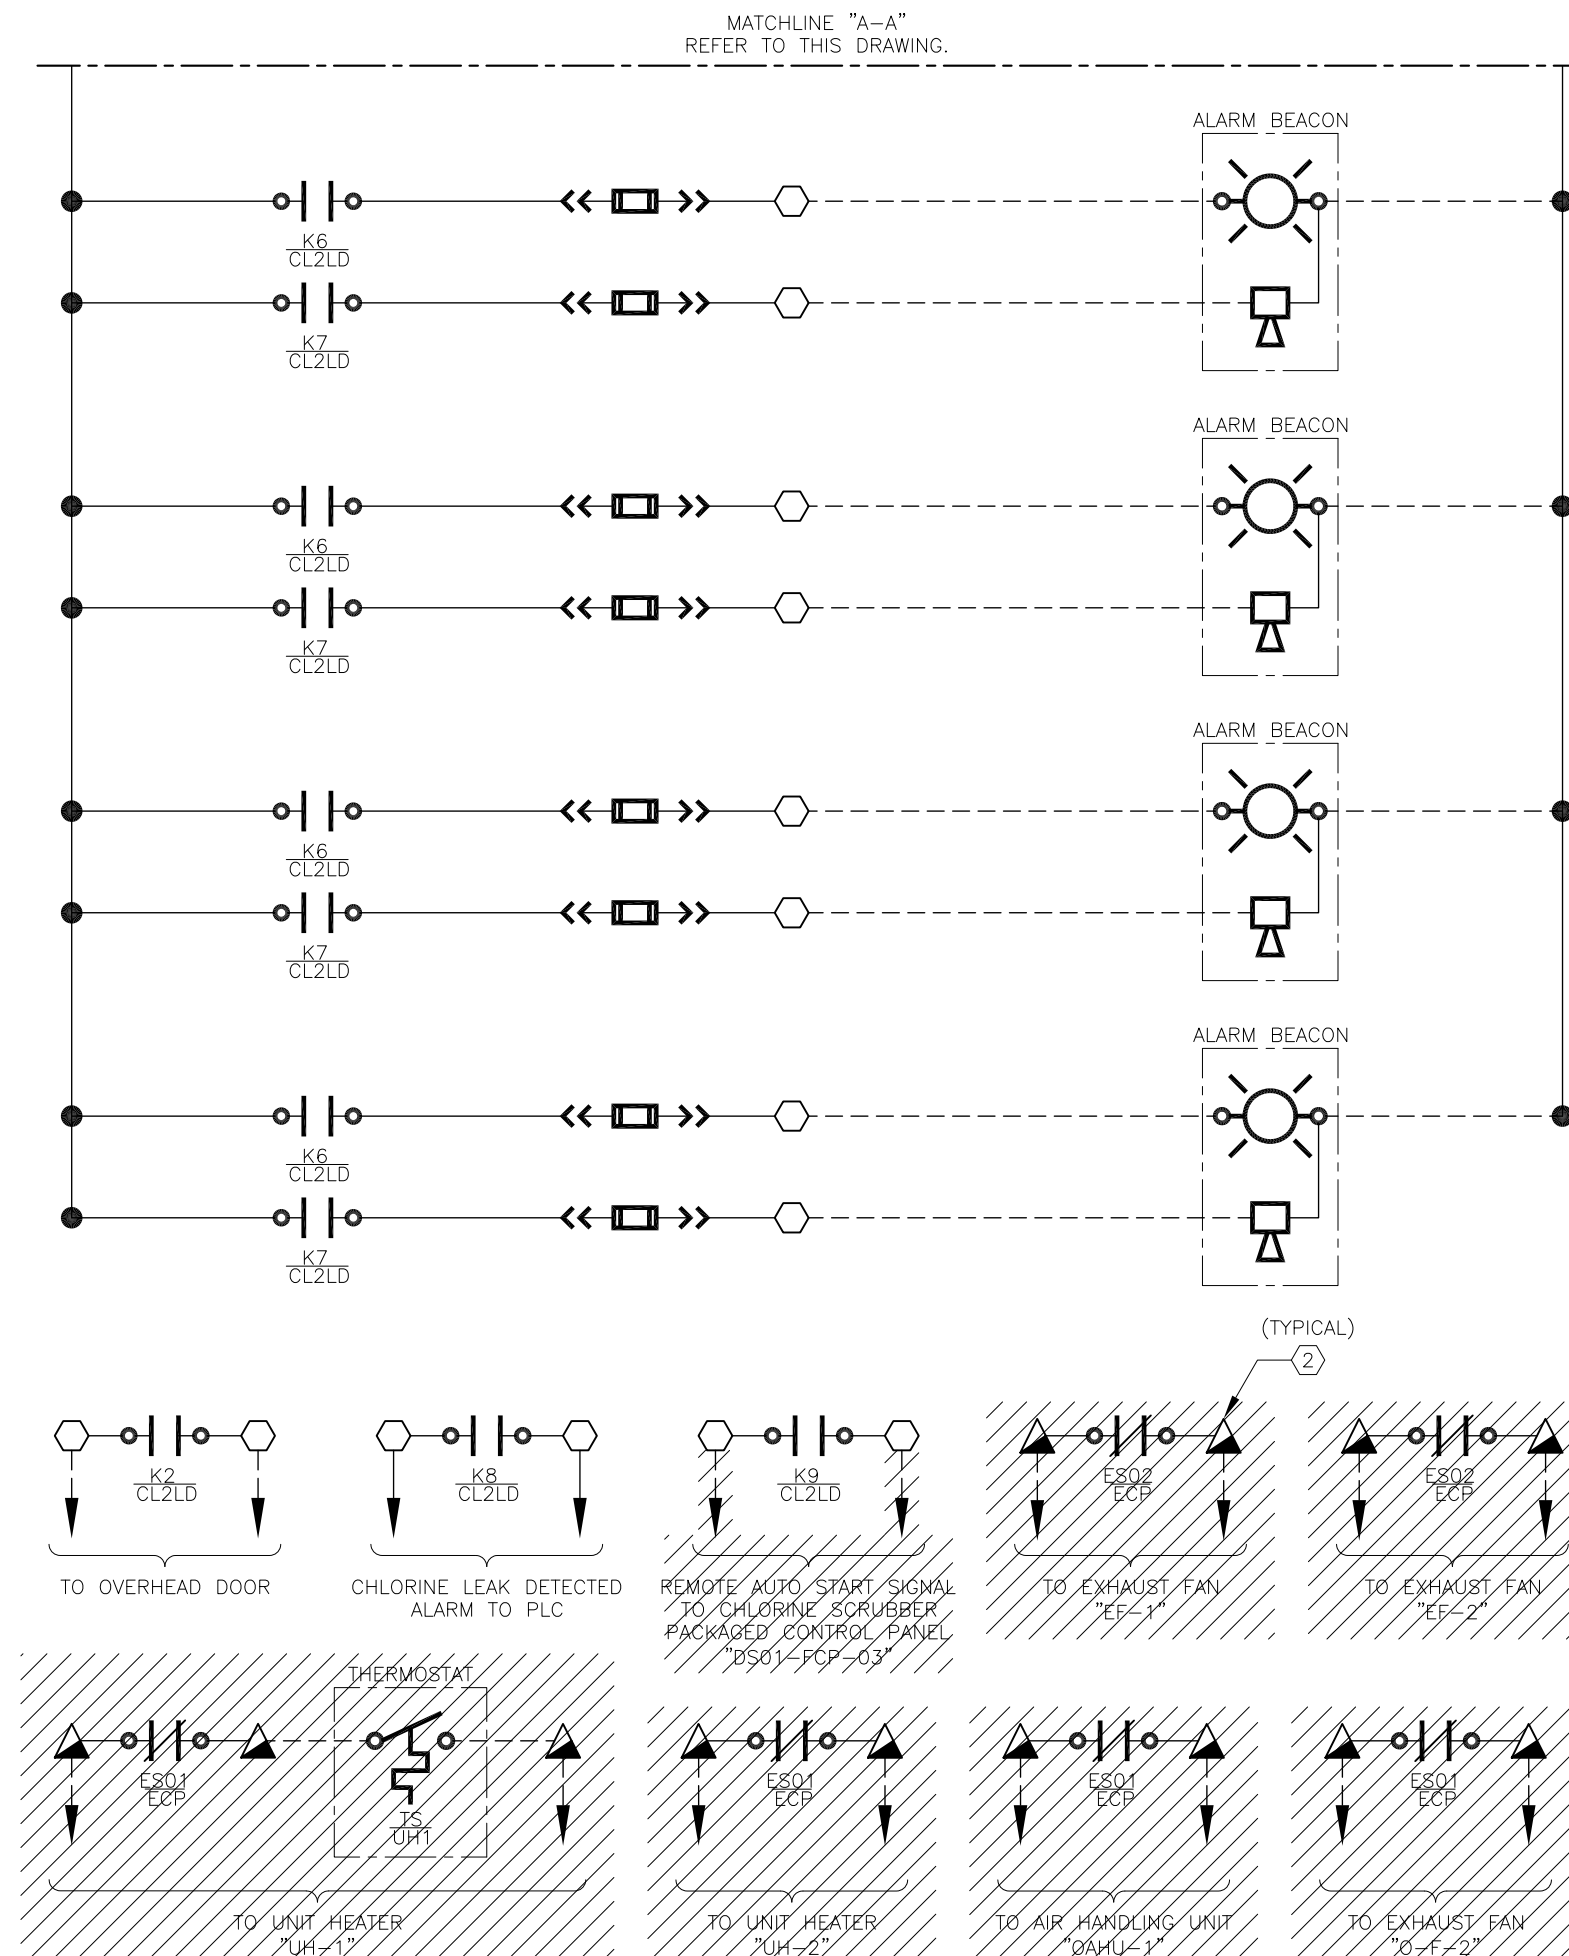 MATCHLINE "A-A"
REFER TO THIS DRAWING.
ALARM BEACON
K6
CL2LD
K7
CL2LD
ALARM BEACON
K6
CL2LD
K7
CL2LD
ALARM BEACON
K6
CL2LD
K7
CL2LD
ALARM BEACON
K6
CL2LD
K7
CL2LD
(TYPICAL)
2
K2
CL2LD
TO OVERHEAD DOOR
K8
CL2LD
CHLORINE LEAK DETECTED
ALARM TO PLC
K9
CL2LD
REMOTE AUTO START SIGNAL
TO CHLORINE SCRUBBER
PACKAGED CONTROL PANEL
"DS01-FCP-03"
ES02
ECP
TO EXHAUST FAN
"EF-1"
ES02
ECP
TO EXHAUST FAN
"EF-2"
THERMOSTAT
ES01
ECP
TS
UH1
TO UNIT HEATER
"UH-1"
ES01
ECP
TO UNIT HEATER
"UH-2"
ES01
ECP
TO AIR HANDLING UNIT
"OAHU-1"
ES01
ECP
TO EXHAUST FAN
"O-F-2"